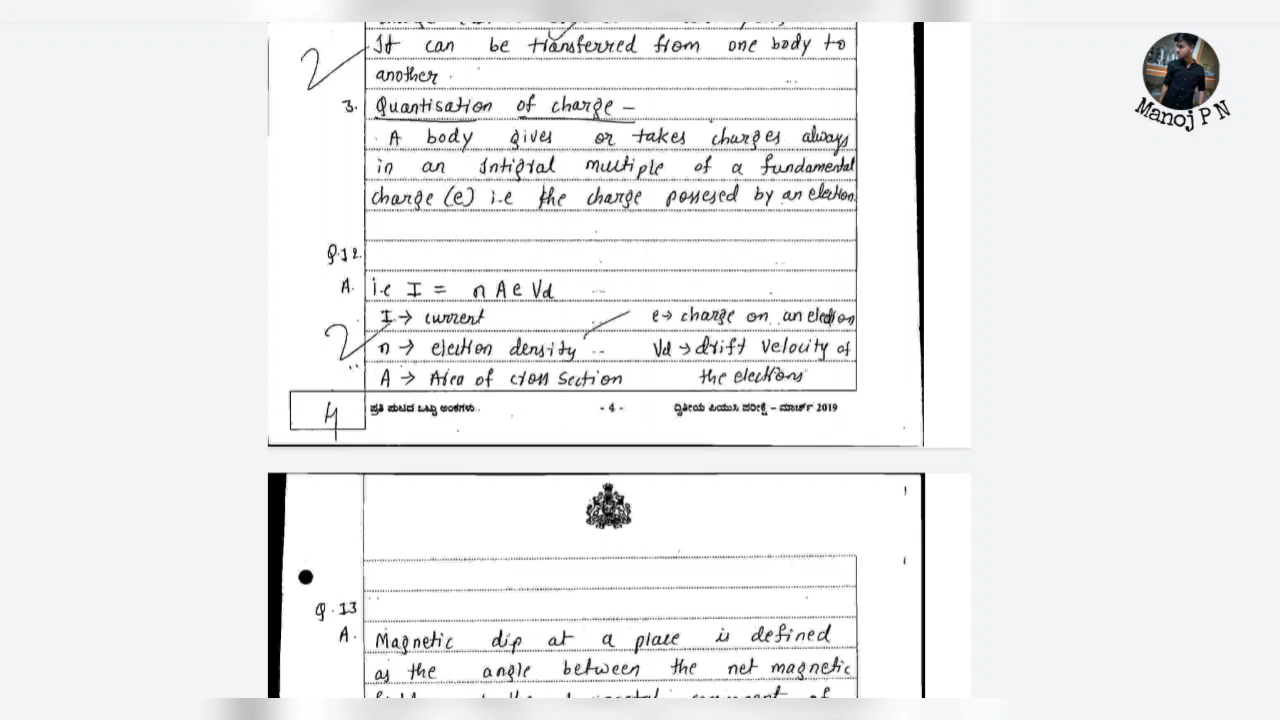 It can be transferred from one body to
another.
3. Quantisation of charge –
A body gives or takes charges always
in an Intigral multiple of a fundamental
charge (e) i.e the charge possesed by an electron.
Q.12.
A. i.e I = n A e Vd
I → current e → charge on an electron
n → electron density Vd → drift velocity of
A → Area of cross section the electrons
2
2
4 ಪ್ರತಿ ಪುಟದ ಒಟ್ಟು ಅಂಕಗಳು - 4 - ದ್ವಿತೀಯ ಪಿಯುಸಿ ಪರೀಕ್ಷೆ – ಮಾರ್ಚ್ 2019
Q.13
A. Magnetic dip at a place is defined
as the angle between the net magnetic
Manoj P N